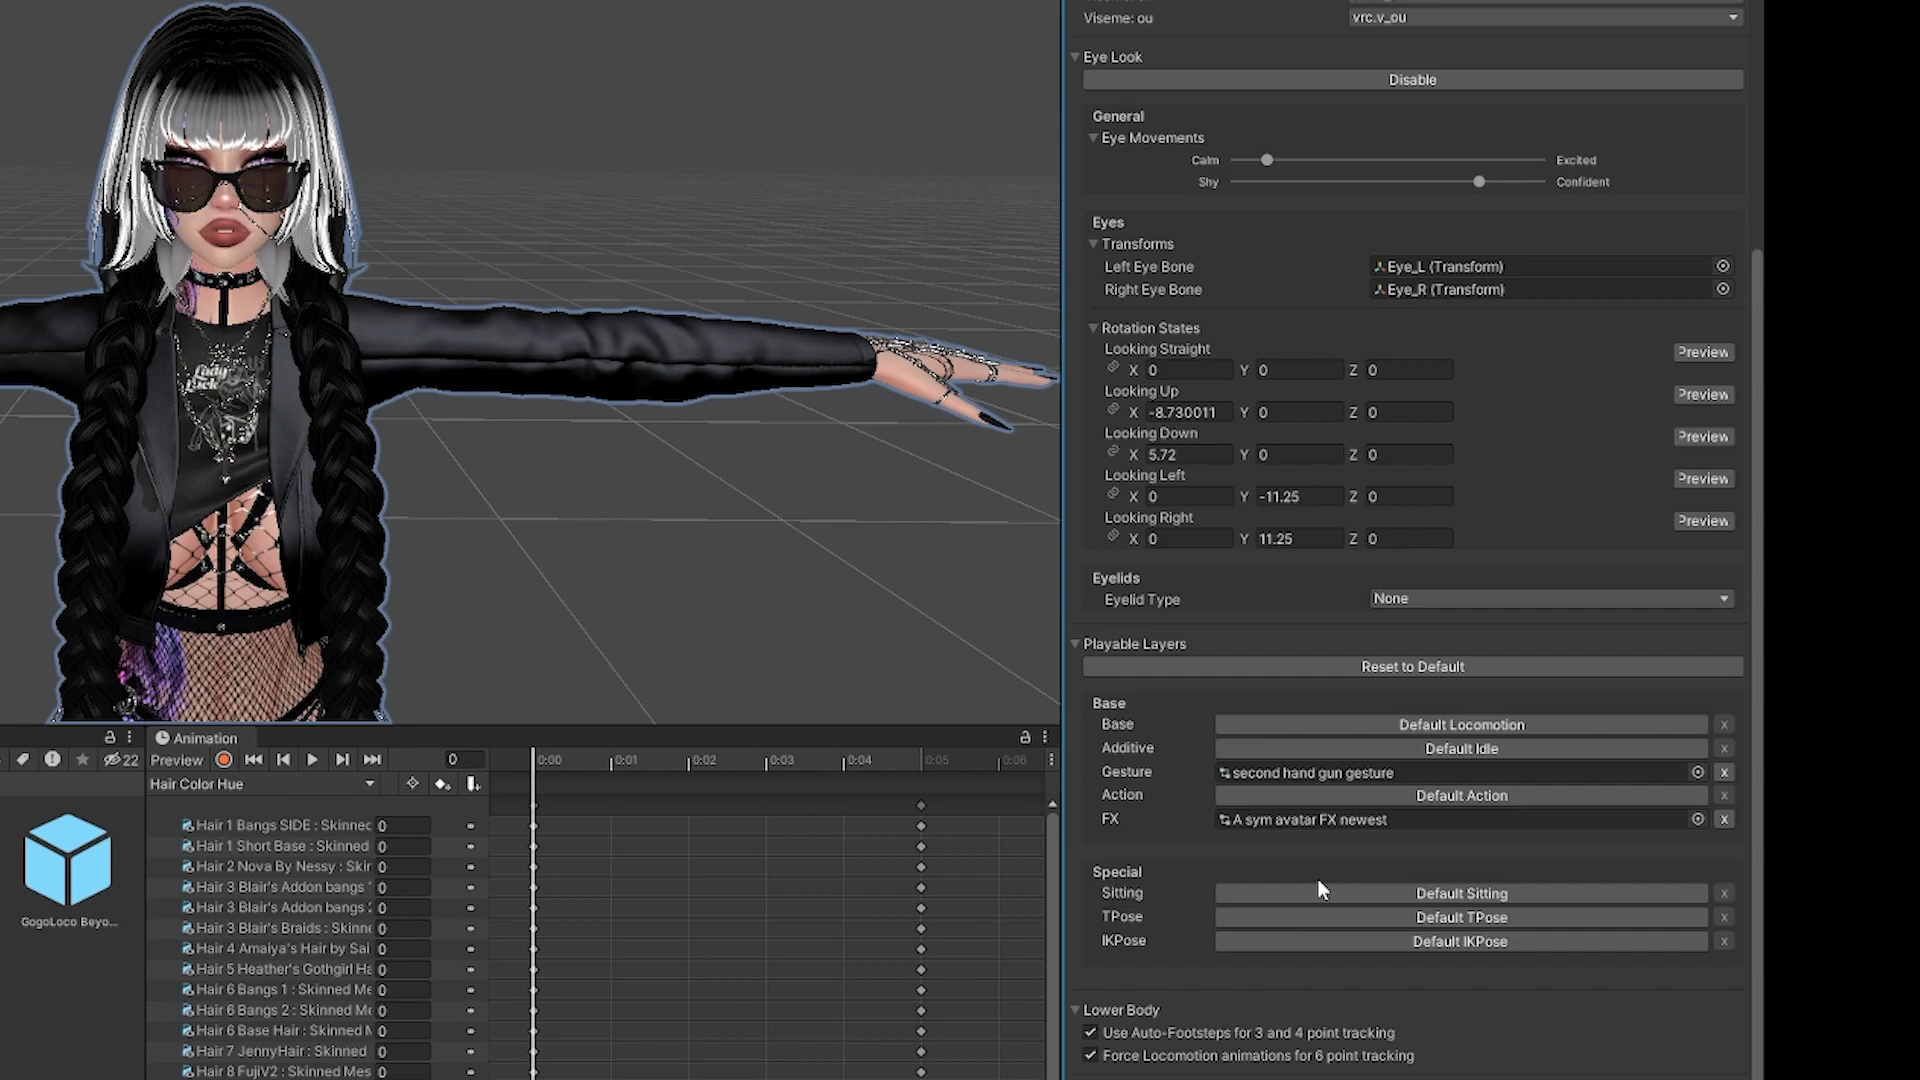 Viseme: ou
vrc.v_ou
Eye Look
Disable
General
Eye Movements
Calm
Excited
Shy
Confident
Eyes
Transforms
Left Eye Bone
Eye_L (Transform)
Right Eye Bone
Eye_R (Transform)
Rotation States
Looking Straight
Preview
X 0 Y 0 Z 0
Looking Up
Preview
X -8.730011 Y 0 Z 0
Looking Down
Preview
X 5.72 Y 0 Z 0
Looking Left
Preview
X 0 Y -11.25 Z 0
Looking Right
Preview
X 0 Y 11.25 Z 0
Eyelids
Eyelid Type
None
Playable Layers
Reset to Default
Base
Base
Default Locomotion
x
Additive
Default Idle
x
Gesture
second hand gun gesture
x
Action
Default Action
x
FX
A sym avatar FX newest
x
Special
Sitting
Default Sitting
x
TPose
Default TPose
x
IKPose
Default IKPose
x
Lower Body
Use Auto-Footsteps for 3 and 4 point tracking
Force Locomotion animations for 6 point tracking
Lady
Luck
Animation
22
Preview
0
0:00 0:01 0:02 0:03 0:04 0:05 0:06
Hair Color Hue
Hair 1 Bangs SIDE : Skinned 0
Hair 1 Short Base : Skinned 0
Hair 2 Nova By Nessy : Skin 0
Hair 3 Blair's Addon bangs 0
Hair 3 Blair's Addon bangs 0
Hair 3 Blair's Braids : Skinne 0
Hair 4 Amaiya's Hair by Sai 0
Hair 5 Heather's Gothgirl Ha 0
Hair 6 Bangs 1 : Skinned Me 0
Hair 6 Bangs 2 : Skinned Me 0
Hair 6 Base Hair : Skinned M 0
Hair 7 JennyHair : Skinned 0
Hair 8 FujiV2 : Skinned Mes 0
GogoLoco Beyo...